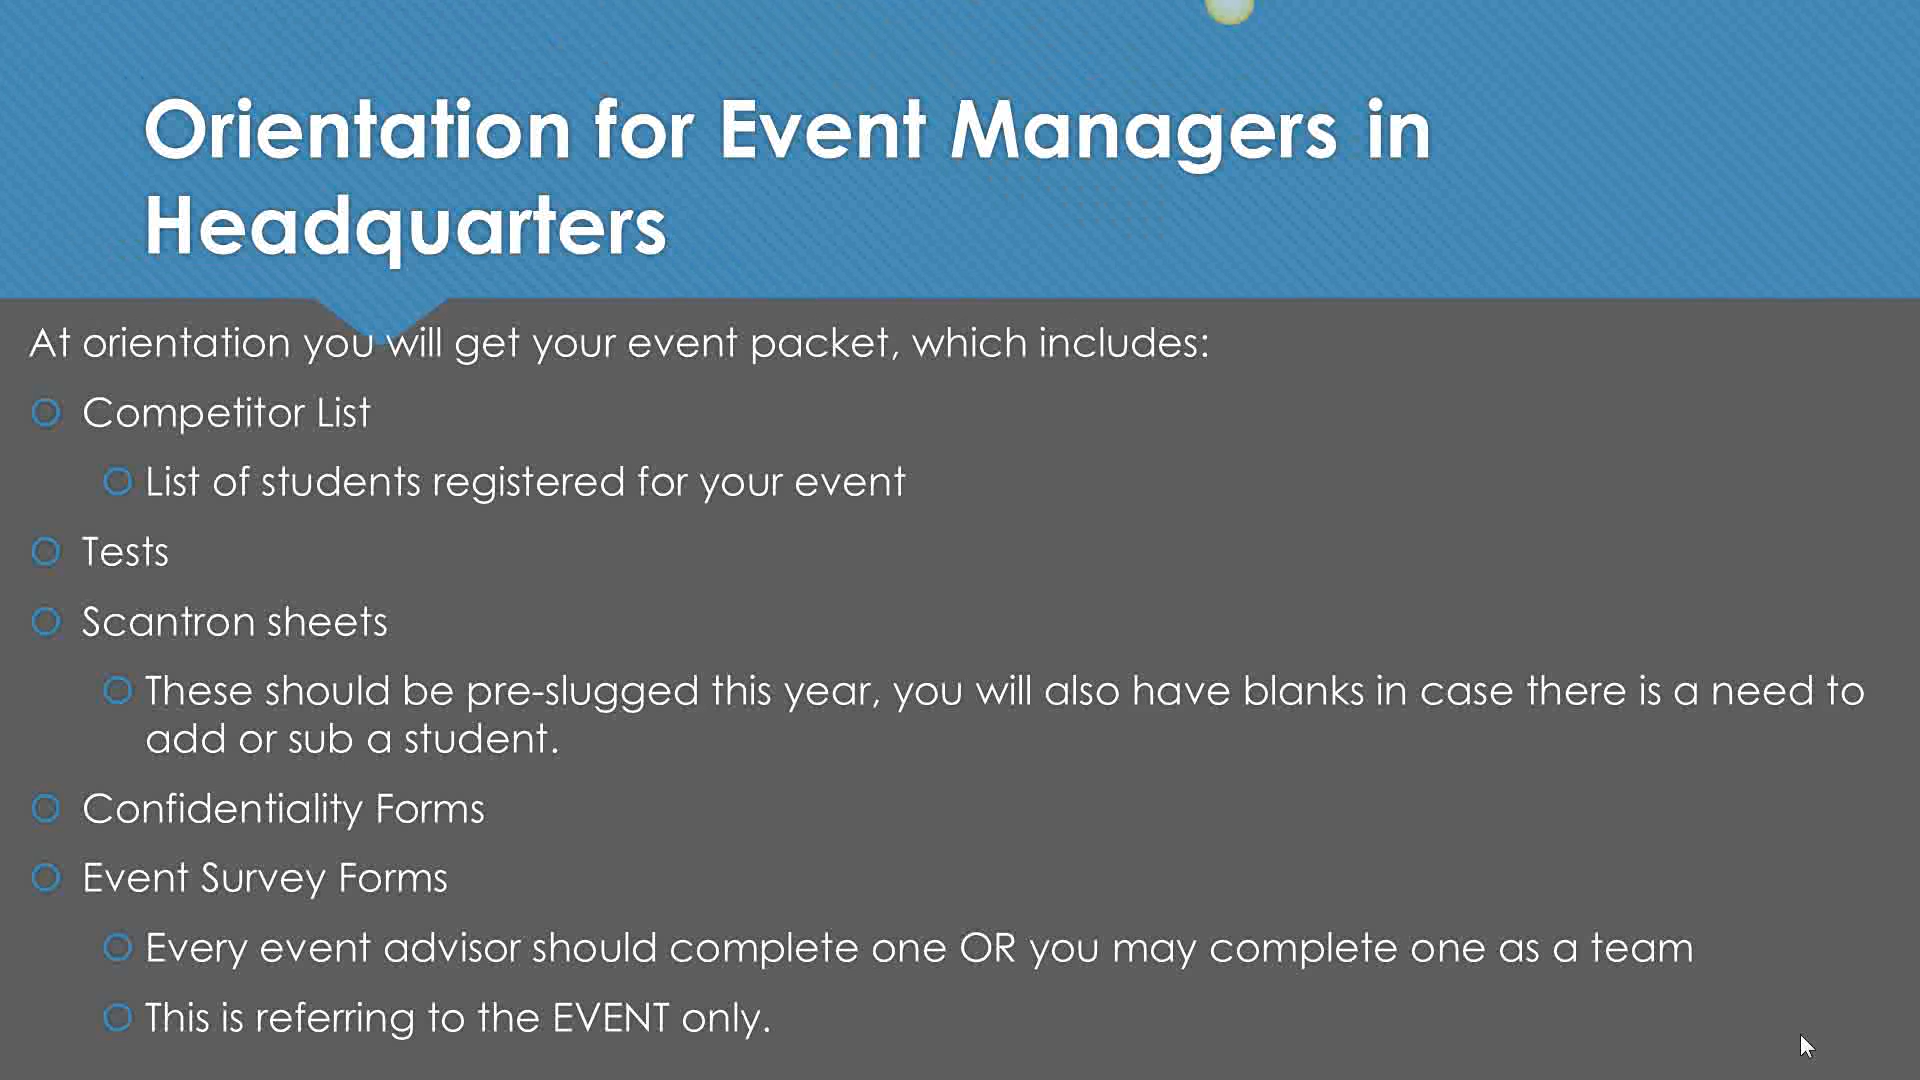 Orientation for Event Managers in
Headquarters
At orientation you will get your event packet, which includes:
Competitor List
List of students registered for your event
Tests
Scantron sheets
These should be pre-slugged this year, you will also have blanks in case there is a need to
add or sub a student.
Confidentiality Forms
Event Survey Forms
Every event advisor should complete one OR you may complete one as a team
This is referring to the EVENT only.